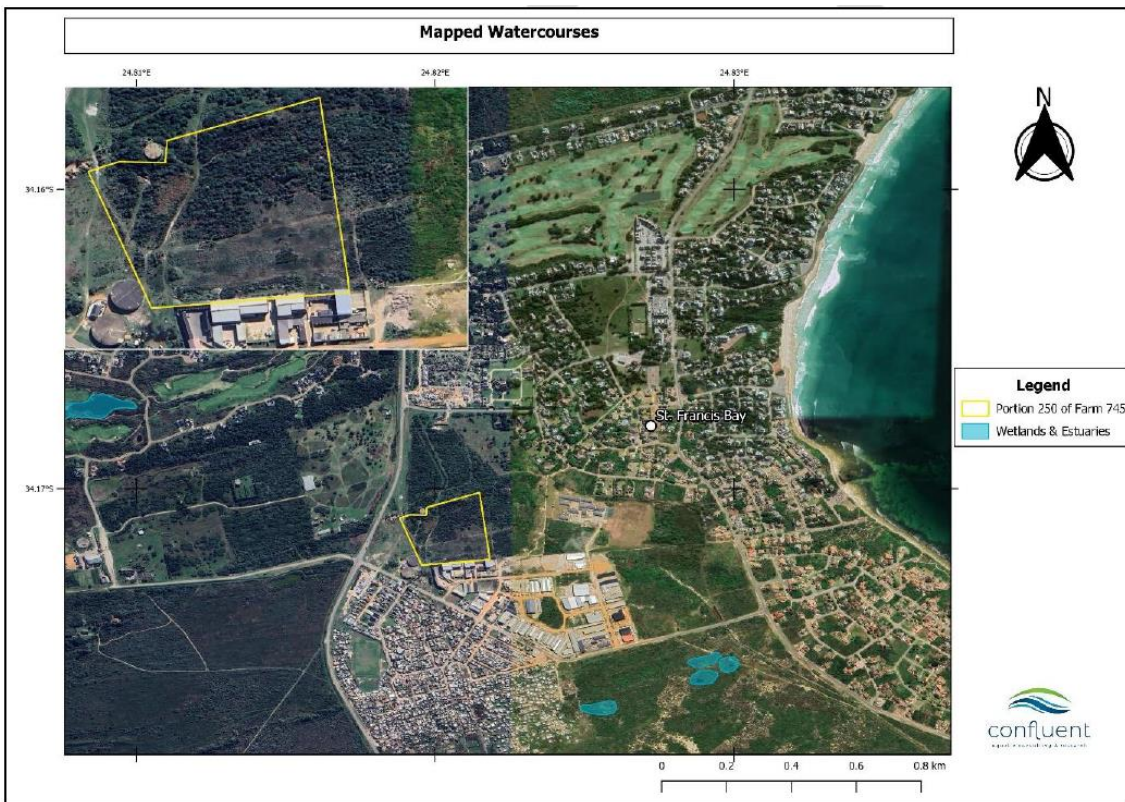 Mapped Watercourses
24.81°E 24.82°E 24.83°E
N
34.16°S
Legend
Portion 250 of Farm 745
Wetlands & Estuaries
St. Francis Bay
34.17°S
confluent
0 0.2 0.4 0.6 0.8 km